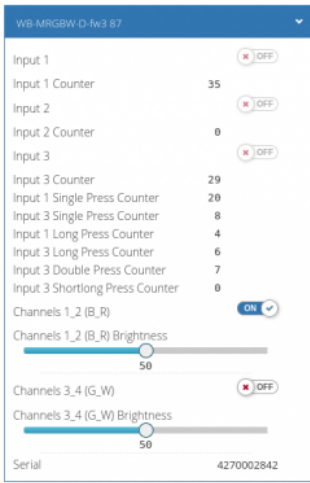 WB-MRGBW-D-fw3 87
Input 1 OFF
Input 1 Counter 35
Input 2 OFF
Input 2 Counter 0
Input 3 OFF
Input 3 Counter 29
Input 1 Single Press Counter 20
Input 3 Single Press Counter 8
Input 1 Long Press Counter 4
Input 3 Long Press Counter 6
Input 3 Double Press Counter 7
Input 3 Shortlong Press Counter 0
Channels 1_2 (B_R) ON
Channels 1_2 (B_R) Brightness
50
Channels 3_4 (G_W) OFF
Channels 3_4 (G_W) Brightness
50
Serial 4270002842